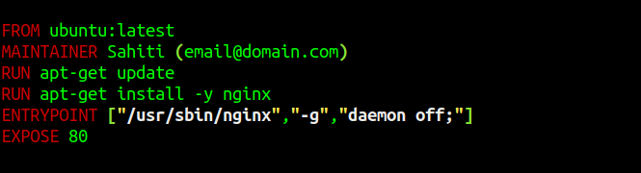 FROM ubuntu:latest
MAINTAINER Sahiti (email@domain.com)
RUN apt-get update
RUN apt-get install -y nginx
ENTRYPOINT ["/usr/sbin/nginx","-g","daemon off;"]
EXPOSE 80